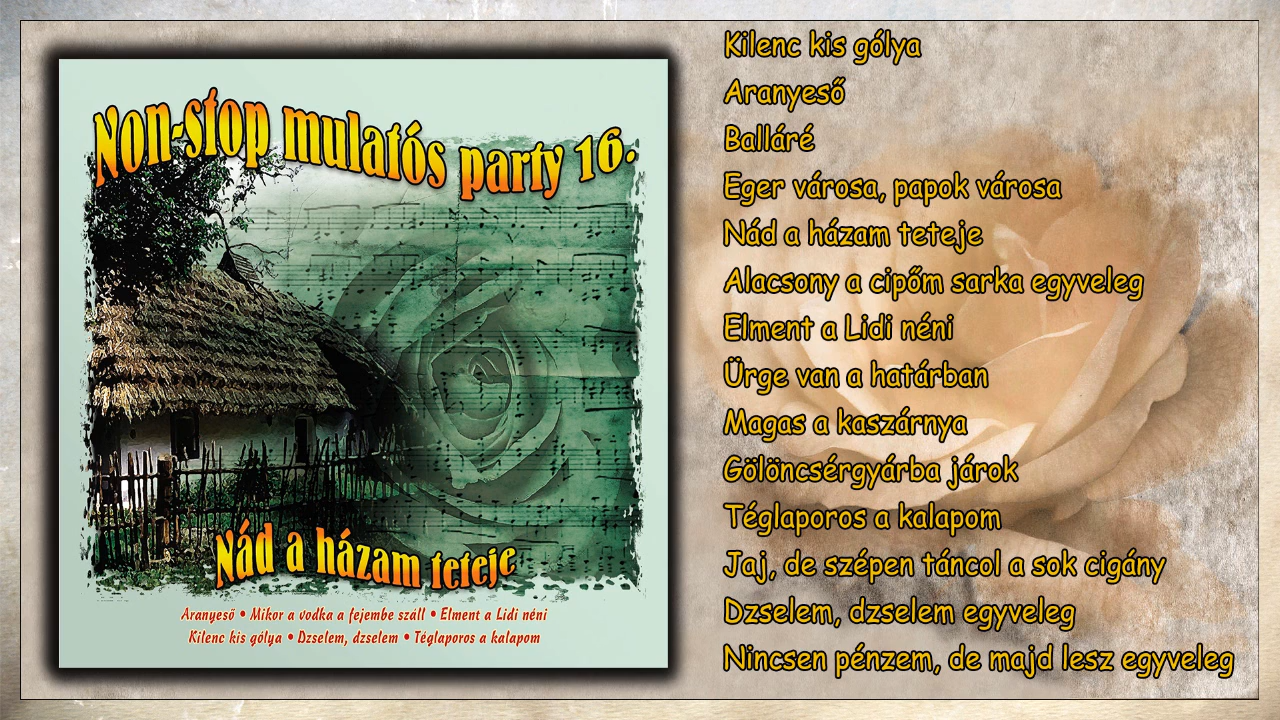 Non-stop mulatós party 16.
Nád a házam teteje
Aranyeső • Mikor a vodka a fejembe száll • Elment a Lidi néni
Kilenc kis gólya • Dzselem, dzselem • Téglaporos a kalapom
Kilenc kis gólya
Aranyeső
Balláré
Eger városa, papok városa
Nád a házam teteje
Alacsony a cipőm sarka egyveleg
Elment a Lidi néni
Ürge van a határban
Magas a kaszárnya
Gölöncsérgyárba járok
Téglaporos a kalapom
Jaj, de szépen táncol a sok cigány
Dzselem, dzselem egyveleg
Nincsen pénzem, de majd lesz egyveleg